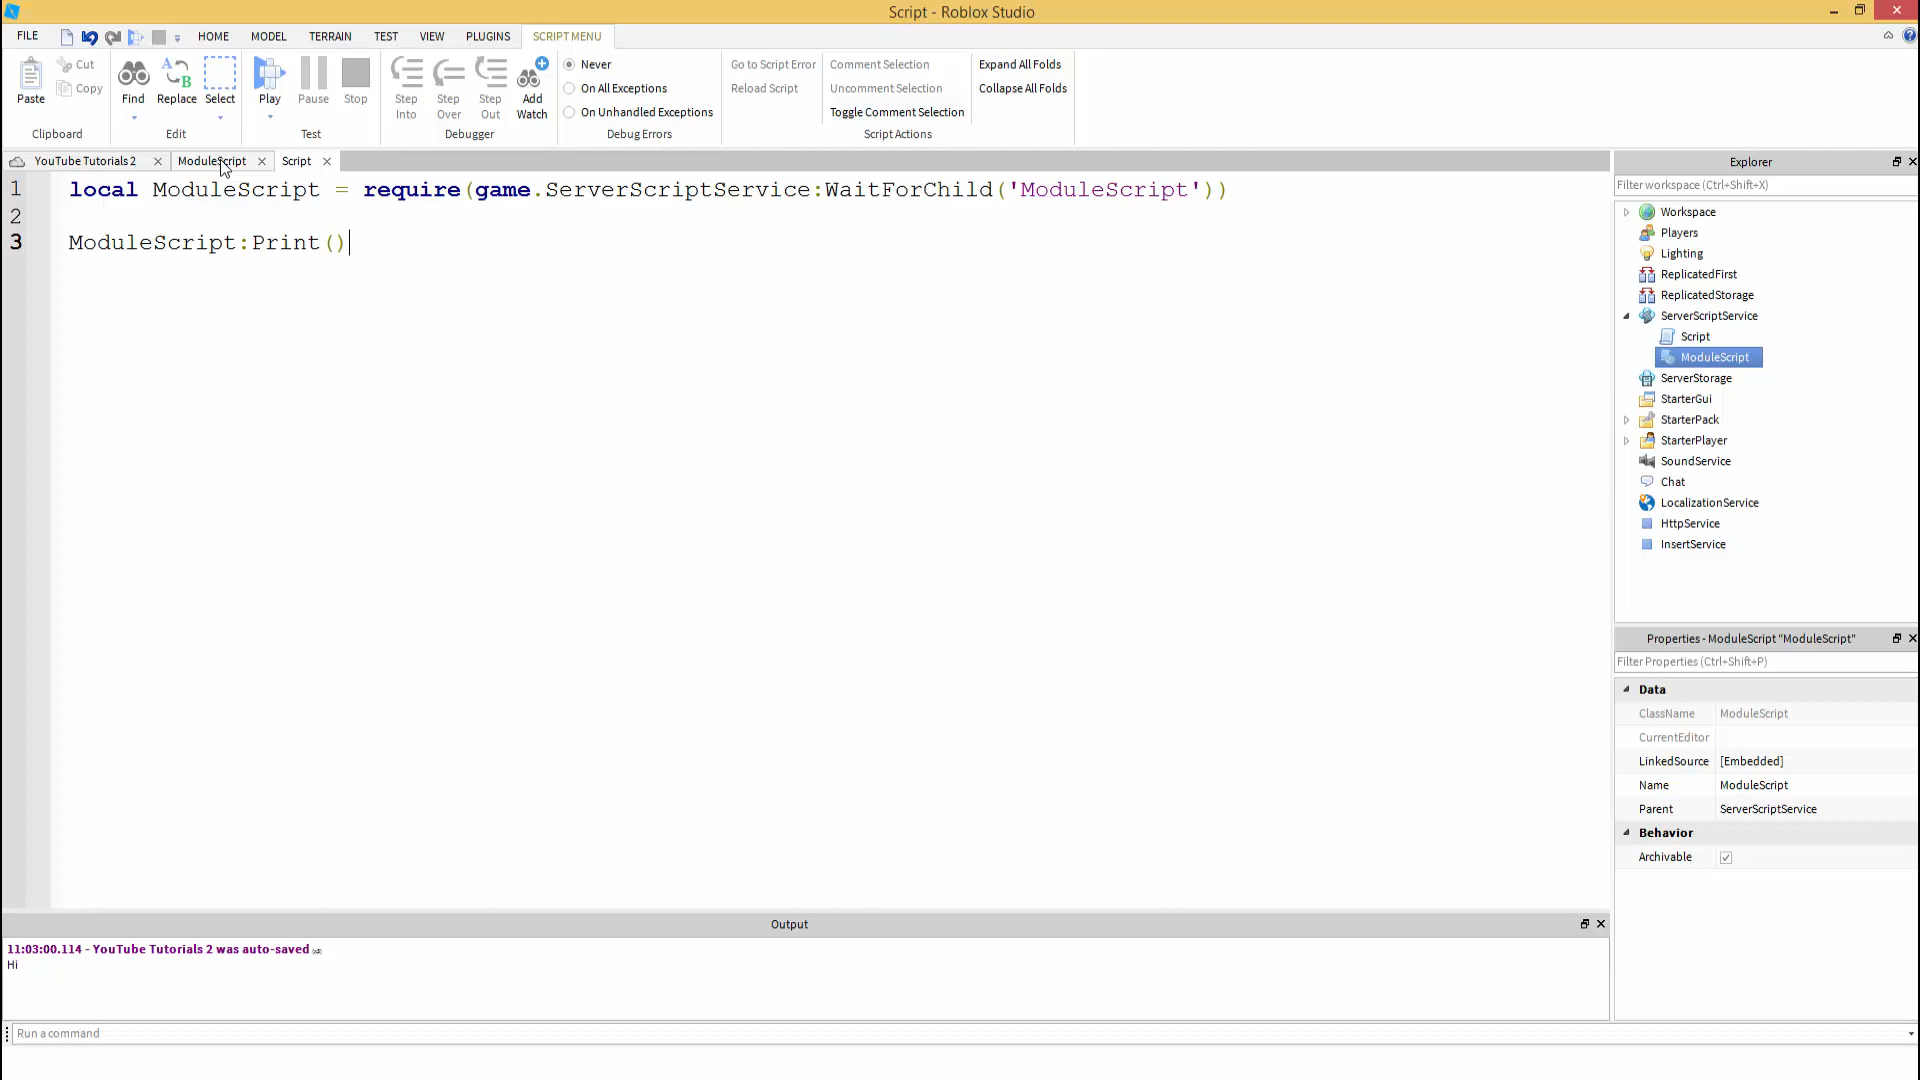 Script - Roblox Studio
FILE HOME MODEL TERRAIN TEST VIEW PLUGINS SCRIPT MENU
Paste
Cut
Copy
Clipboard
Find
Replace
Select
Edit
Play
Pause
Stop
Test
Step Into
Step Over
Step Out
Add Watch
Debugger
Never
On All Exceptions
On Unhandled Exceptions
Debug Errors
Go to Script Error
Reload Script
Comment Selection
Uncomment Selection
Toggle Comment Selection
Script Actions
Expand All Folds
Collapse All Folds
YouTube Tutorials 2
ModuleScript
Script
1 local ModuleScript = require(game.ServerScriptService:WaitForChild('ModuleScript'))
2
3 ModuleScript:Print()
Explorer
Filter workspace (Ctrl+Shift+X)
Workspace
Players
Lighting
ReplicatedFirst
ReplicatedStorage
ServerScriptService
Script
ModuleScript
ServerStorage
StarterGui
StarterPack
StarterPlayer
SoundService
Chat
LocalizationService
HttpService
InsertService
Properties - ModuleScript "ModuleScript"
Filter Properties (Ctrl+Shift+P)
Data
ClassName ModuleScript
CurrentEditor
LinkedSource [Embedded]
Name ModuleScript
Parent ServerScriptService
Behavior
Archivable
Output
11:03:00.114 - YouTube Tutorials 2 was auto-saved
Hi
Run a command